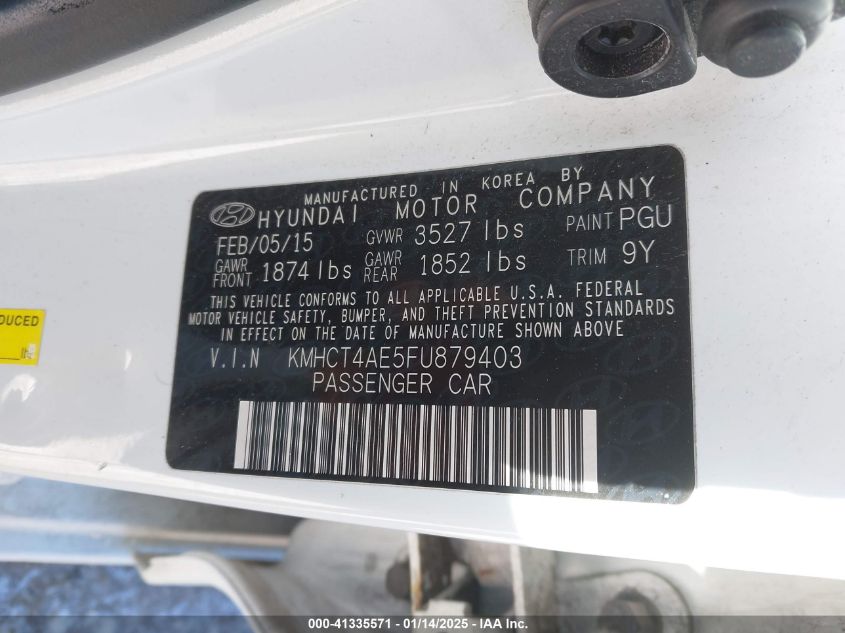 MANUFACTURED IN KOREA BY
HYUNDAI MOTOR COMPANY
FEB/05/15 GVWR 3527 lbs PAINT PGU
GAWR FRONT 1874 lbs GAWR REAR 1852 lbs TRIM 9Y
THIS VEHICLE CONFORMS TO ALL APPLICABLE U.S.A. FEDERAL
MOTOR VEHICLE SAFETY, BUMPER, AND THEFT PREVENTION STANDARDS
IN EFFECT ON THE DATE OF MANUFACTURE SHOWN ABOVE
V.I.N KMHCT4AE5FU879403
PASSENGER CAR
DUCED
000-41335571 - 01/14/2025 - IAA Inc.